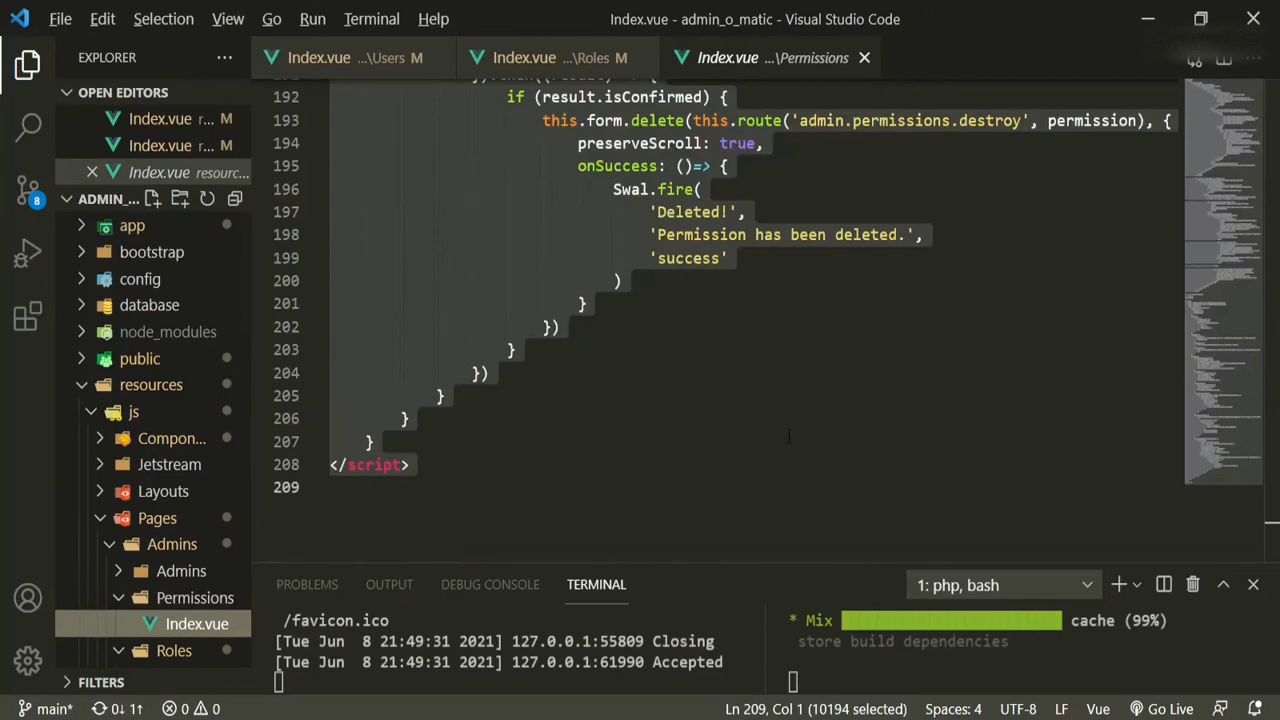 File Edit Selection View Go Run Terminal Help
Index.vue - admin_o_matic - Visual Studio Code
EXPLORER
Index.vue ...\Users M
Index.vue ...\Roles M
Index.vue ...\Permissions
OPEN EDITORS
Index.vue r... M
Index.vue r... M
Index.vue resourc...
ADMIN_...
app
bootstrap
config
database
node_modules
public
resources
js
Compon...
Jetstream
Layouts
Pages
Admins
Admins
Permissions
Index.vue
Roles
FILTERS
8
192 if (result.isConfirmed) {
193 this.form.delete(this.route('admin.permissions.destroy', permission), {
194 preserveScroll: true,
195 onSuccess: ()=> {
196 Swal.fire(
197 'Deleted!',
198 'Permission has been deleted.',
199 'success'
200 )
201 }
202 })
203 }
204 })
205 }
206 }
207 }
208 </script>
209
PROBLEMS OUTPUT DEBUG CONSOLE TERMINAL
1: php, bash
/favicon.ico
[Tue Jun 8 21:49:31 2021] 127.0.0.1:55809 Closing
[Tue Jun 8 21:49:31 2021] 127.0.0.1:61990 Accepted
* Mix cache (99%)
store build dependencies
main* 0↓ 1↑ 0 0
Ln 209, Col 1 (10194 selected) Spaces: 4 UTF-8 LF Vue Go Live